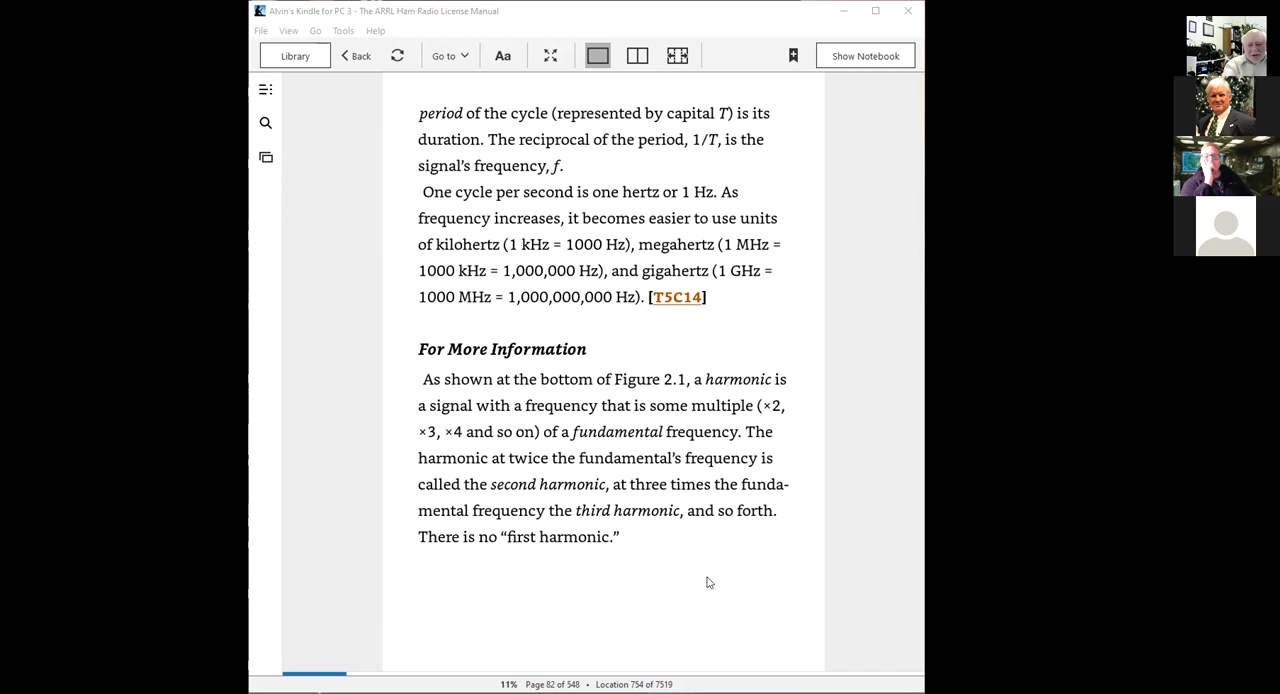 Alvin's Kindle for PC 3 - The ARRL Ham Radio License Manual
File View Go Tools Help
Library Back Go to Aa Show Notebook
period of the cycle (represented by capital T) is its
duration. The reciprocal of the period, 1/T, is the
signal's frequency, f.
One cycle per second is one hertz or 1 Hz. As
frequency increases, it becomes easier to use units
of kilohertz (1 kHz = 1000 Hz), megahertz (1 MHz =
1000 kHz = 1,000,000 Hz), and gigahertz (1 GHz =
1000 MHz = 1,000,000,000 Hz). [T5C14]
For More Information
As shown at the bottom of Figure 2.1, a harmonic is
a signal with a frequency that is some multiple (×2,
×3, ×4 and so on) of a fundamental frequency. The
harmonic at twice the fundamental's frequency is
called the second harmonic, at three times the funda-
mental frequency the third harmonic, and so forth.
There is no “first harmonic.”
11% Page 82 of 548 • Location 754 of 7519